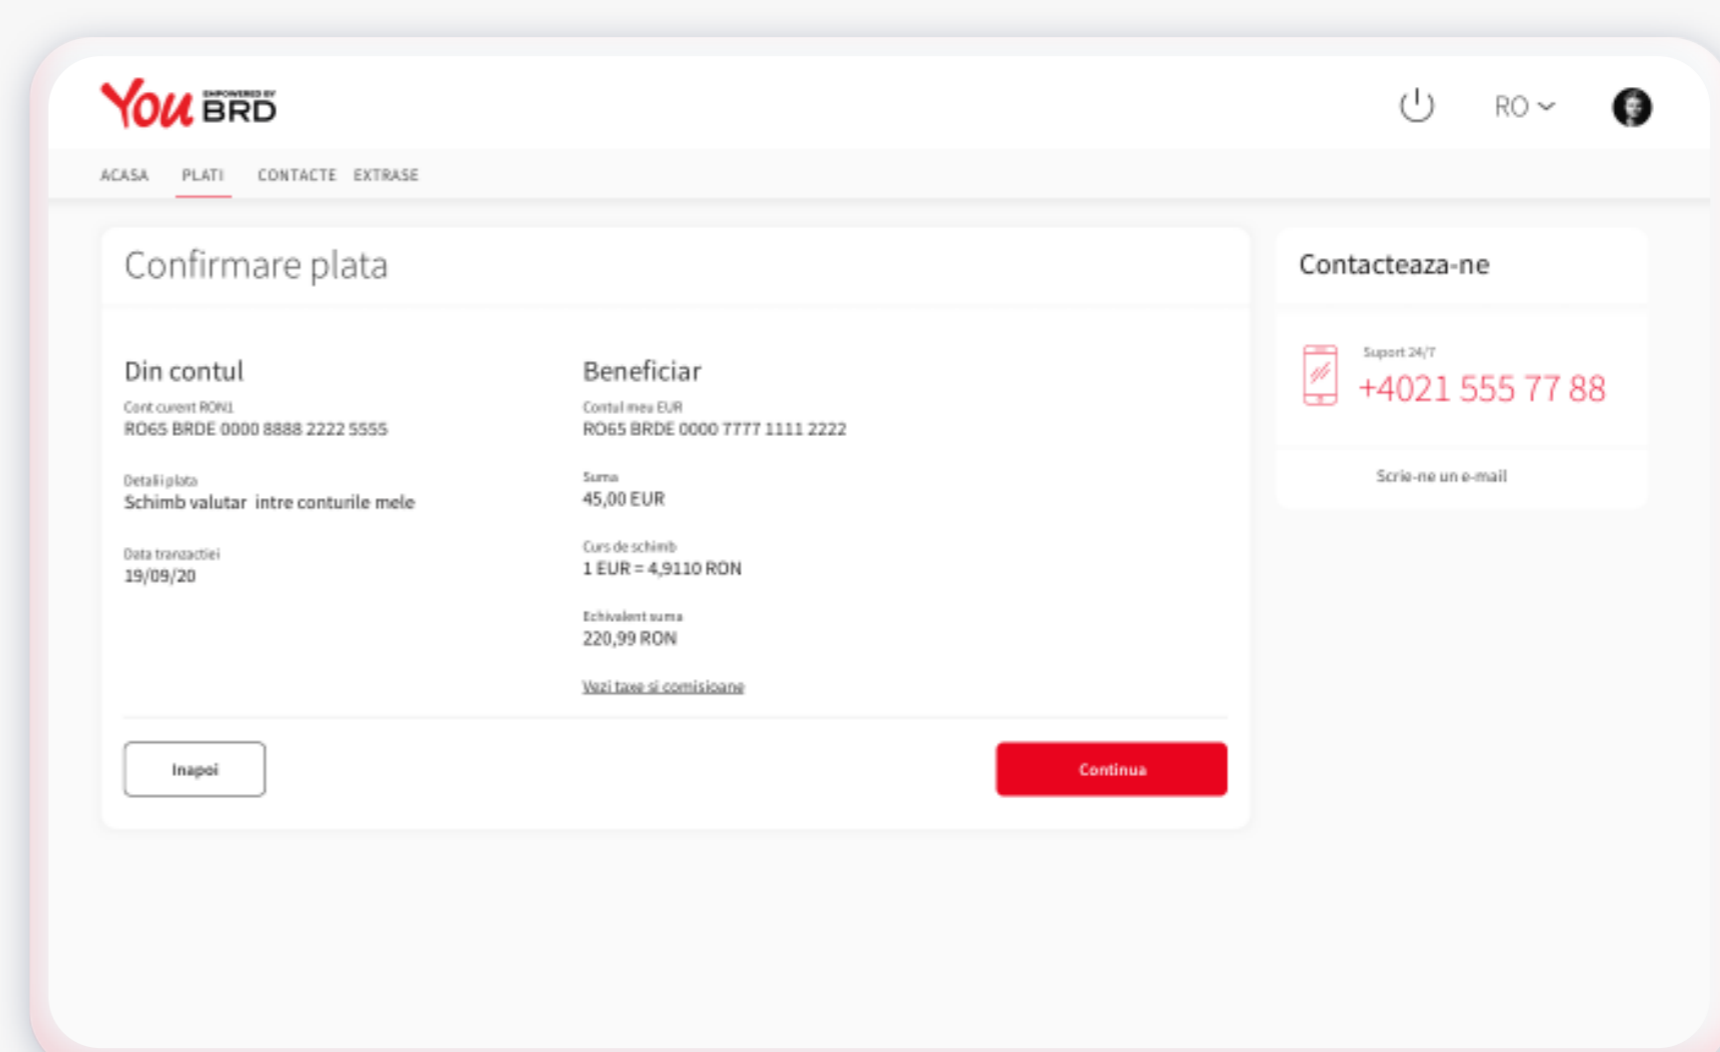 You EMPOWERED BY
BRD
RO
ACASA PLATI CONTACTE EXTRASE
Confirmare plata
Din contul
Cont curent RON1
RO65 BRDE 0000 8888 2222 5555
Detalii plata
Schimb valutar intre conturile mele
Data tranzactiei
19/09/20
Beneficiar
Contul meu EUR
RO65 BRDE 0000 7777 1111 2222
Suma
45,00 EUR
Curs de schimb
1 EUR = 4,9110 RON
Echivalent suma
220,99 RON
Vezi taxe si comisioane
Inapoi
Continua
Contacteaza-ne
Suport 24/7
+4021 555 77 88
Scrie-ne un e-mail